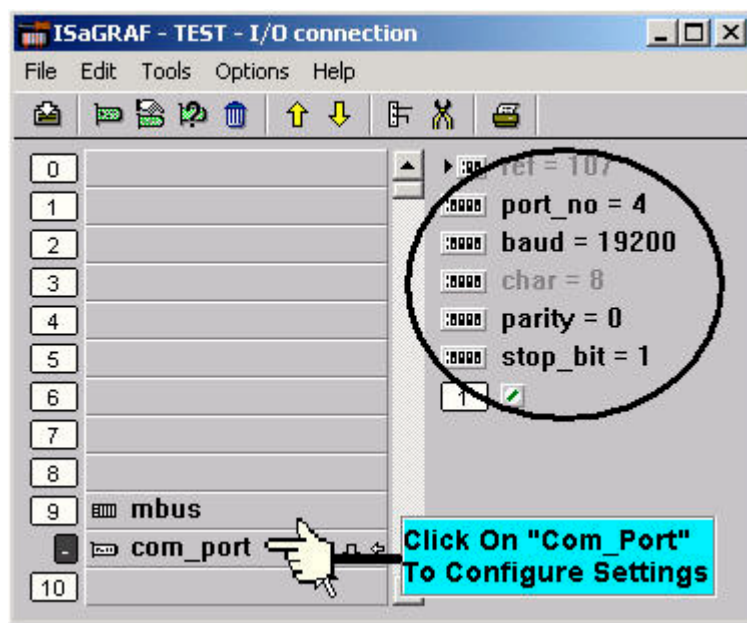 ISaGRAF - TEST - I/O connection
File Edit Tools Options Help
0
1
2
3
4
5
6
7
8
9 mbus
com_port
10
ref = 107
port_no = 4
baud = 19200
char = 8
parity = 0
stop_bit = 1
1
Click On "Com_Port"
To Configure Settings